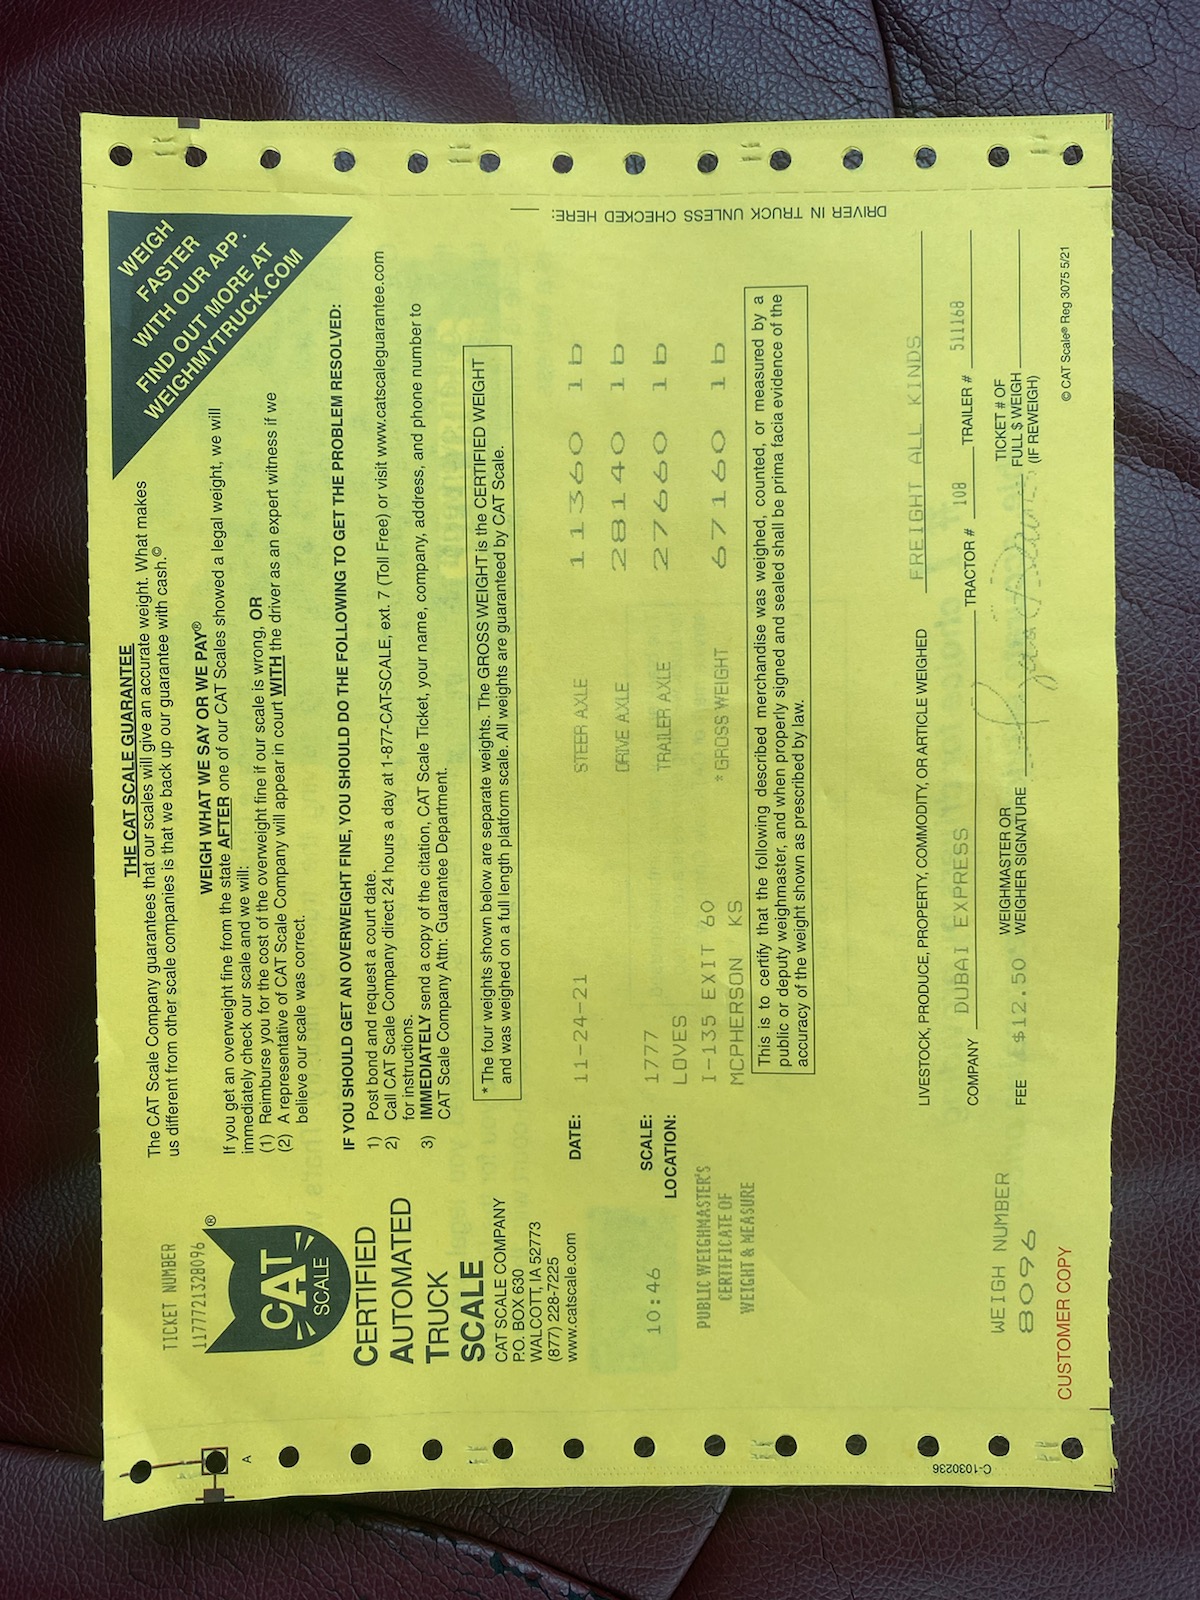 TICKET NUMBER
117772132​8096
CAT
SCALE
®
CERTIFIED
AUTOMATED
TRUCK
SCALE
CAT SCALE COMPANY
P.O. BOX 630
WALCOTT, IA 52773
(877) 228-7225
www.catscale.com
THE CAT SCALE GUARANTEE
The CAT Scale Company guarantees that our scales will give an accurate weight. What makes
us different from other scale companies is that we back up our guarantee with cash.©
WEIGH WHAT WE SAY OR WE PAY®
If you get an overweight fine from the state AFTER one of our CAT Scales showed a legal weight, we will
immediately check our scale and we will:
(1) Reimburse you for the cost of the overweight fine if our scale is wrong, OR
(2) A representative of CAT Scale Company will appear in court WITH the driver as an expert witness if we
believe our scale was correct.
IF YOU SHOULD GET AN OVERWEIGHT FINE, YOU SHOULD DO THE FOLLOWING TO GET THE PROBLEM RESOLVED:
1) Post bond and request a court date.
2) Call CAT Scale Company direct 24 hours a day at 1-877-CAT-SCALE, ext. 7 (Toll Free) or visit www.catscaleguarantee.com
for instructions.
3) IMMEDIATELY send a copy of the citation, CAT Scale Ticket, your name, company, address, and phone number to
CAT Scale Company Attn: Guarantee Department.
WEIGH
FASTER
WITH OUR APP.
FIND OUT MORE AT
WEIGHMYTRUCK.COM
* The four weights shown below are separate weights. The GROSS WEIGHT is the CERTIFIED WEIGHT
and was weighed on a full length platform scale. All weights are guaranteed by CAT Scale.
DATE: 11-24-21 STEER AXLE 11360 lb
DRIVE AXLE 28140 lb
10:46 SCALE: 1777 TRAILER AXLE 27660 lb
LOCATION: LOVES
I-135 EXIT 60 * GROSS WEIGHT 67160 lb
MCPHERSON KS
PUBLIC WEIGHMASTER'S
CERTIFICATE OF
WEIGHT & MEASURE
This is to certify that the following described merchandise was weighed, counted, or measured by a
public or deputy weighmaster, and when properly signed and sealed shall be prima facia evidence of the
accuracy of the weight shown as prescribed by law.
DRIVER IN TRUCK UNLESS CHECKED HERE:
LIVESTOCK, PRODUCE, PROPERTY, COMMODITY, OR ARTICLE WEIGHED FREIGHT ALL KINDS
COMPANY DUBAI EXPRESS TRACTOR # 108 TRAILER # 511168
WEIGH NUMBER
8096
FEE $12.50 WEIGHMASTER OR
WEIGHER SIGNATURE
TICKET # OF
FULL $ WEIGH
(IF REWEIGH)
CUSTOMER COPY
© CAT Scale® Reg 3075 5/21
A
C-1030236